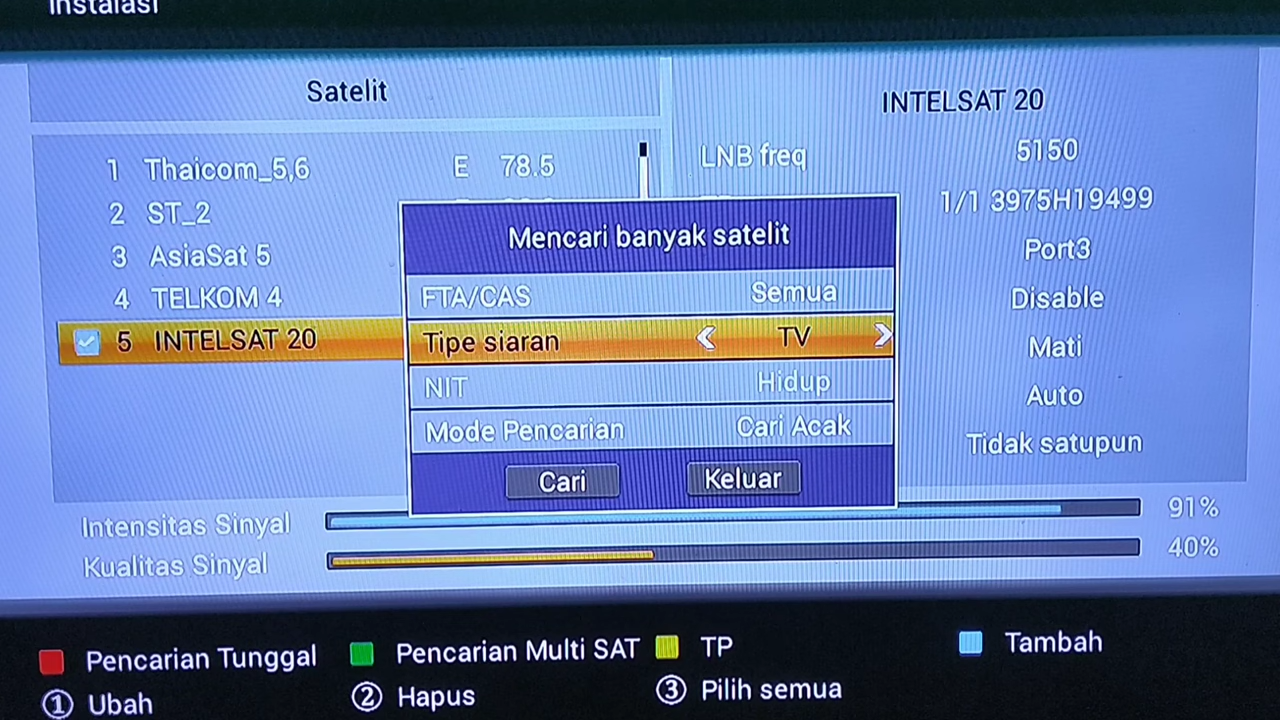 Instalasi
Satelit
INTELSAT 20
1 Thaicom_5,6 E 78.5
2 ST_2
3 AsiaSat 5
4 TELKOM 4
5 INTELSAT 20
LNB freq 5150
1/1 3975H19499
Port3
Disable
Mati
Auto
Tidak satupun
Mencari banyak satelit
FTA/CAS Semua
Tipe siaran TV
NIT Hidup
Mode Pencarian Cari Acak
Cari Keluar
Intensitas Sinyal 91%
Kualitas Sinyal 40%
Pencarian Tunggal Pencarian Multi SAT TP Tambah
1 Ubah 2 Hapus 3 Pilih semua